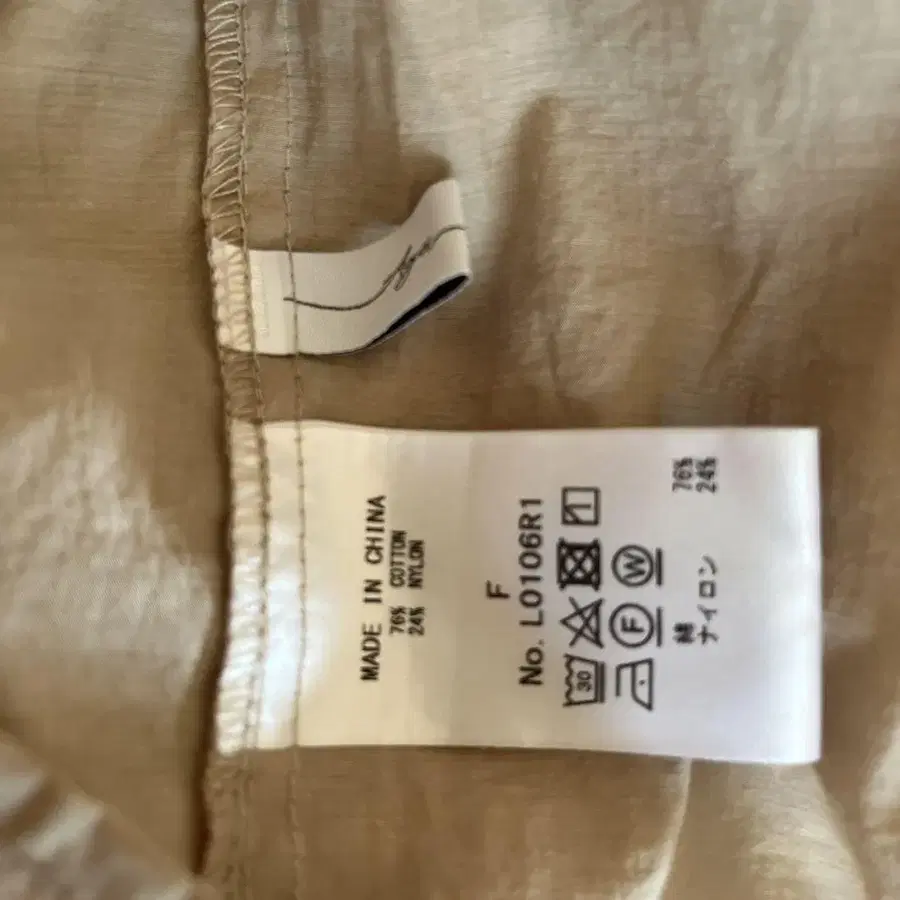 MADE IN CHINA
76% COTTON
24% NYLON
F
No. L0106R1
30
F W
綿 76%
ナイロン 24%